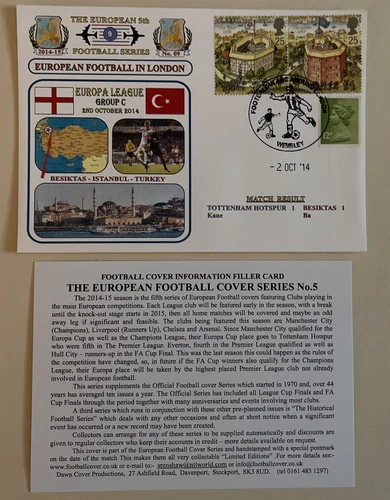 THE EUROPEAN 5th
9
2014-15 FOOTBALL SERIES No. 09
EUROPEAN FOOTBALL IN LONDON
EUROPA LEAGUE
GROUP C
2ND OCTOBER 2014
BESIKTAS - ISTANBUL - TURKEY
25
25
12P
WEMBLEY
-2 OCT '14
MATCH RESULT
TOTTENHAM HOTSPUR 1 BESIKTAS 1
Kane Ba
FOOTBALL COVER INFORMATION FILLER CARD
THE EUROPEAN FOOTBALL COVER SERIES No.5
The 2014-15 season is the fifth series of European Football covers featuring Clubs playing in
the main European competitions. Each League club will be featured early in the season, with a break
until the knock-out stage starts in 2015, then all home matches will be covered and maybe an odd
away leg if significant and feasible. The clubs being featured this season are Manchester City
(Champions), Liverpool (Runners Up), Chelsea and Arsenal. Since Manchester City qualified for the
Europa Cup as well as the Champions League, their Europa Cup place goes to Tottenham Hotspur
who were fifth in The Premier League. Everton, fourth in the Premier League qualified as well as
Hull City - runners-up in the FA Cup Final. This was the last season this could happen as the rules of
the competition have changed, so, in future if the FA Cup winners also qualify for the Champions
League, their Europa place will be taken by the highest placed Premier League club not already
involved in European football.
This series supplements the Official Football cover Series which started in 1970 and, over 44
years has averaged ten issues a year. The Official Series has included all League Cup Finals and FA
Cup Finals through the period together with many anniversaries and events involving most clubs.
A third series which runs in conjunction with these other pre-planned issues is "The Historical
Football Series" which deals with any other occasions and often at short notice when a significant
event has occurred or a new record may have been created.
Collectors can arrange for any of these series to be supplied automatically and discounts are
given to regular collectors who keep their accounts in credit – more details available on request.
This cover is part of the European Cover Series and handstamped with a special postmark
on the date of the match This makes them all very collectable "Limited Editions" For more details see:-
www.footballcover.co.uk or e-mail to:- srenshaw@ntlworld.com or info@footballcover.co.uk
Dawn Cover Productions, 27 Ashfield Road, Davenport, Stockport, SK3 8UD. (tel 0161 483 1297)